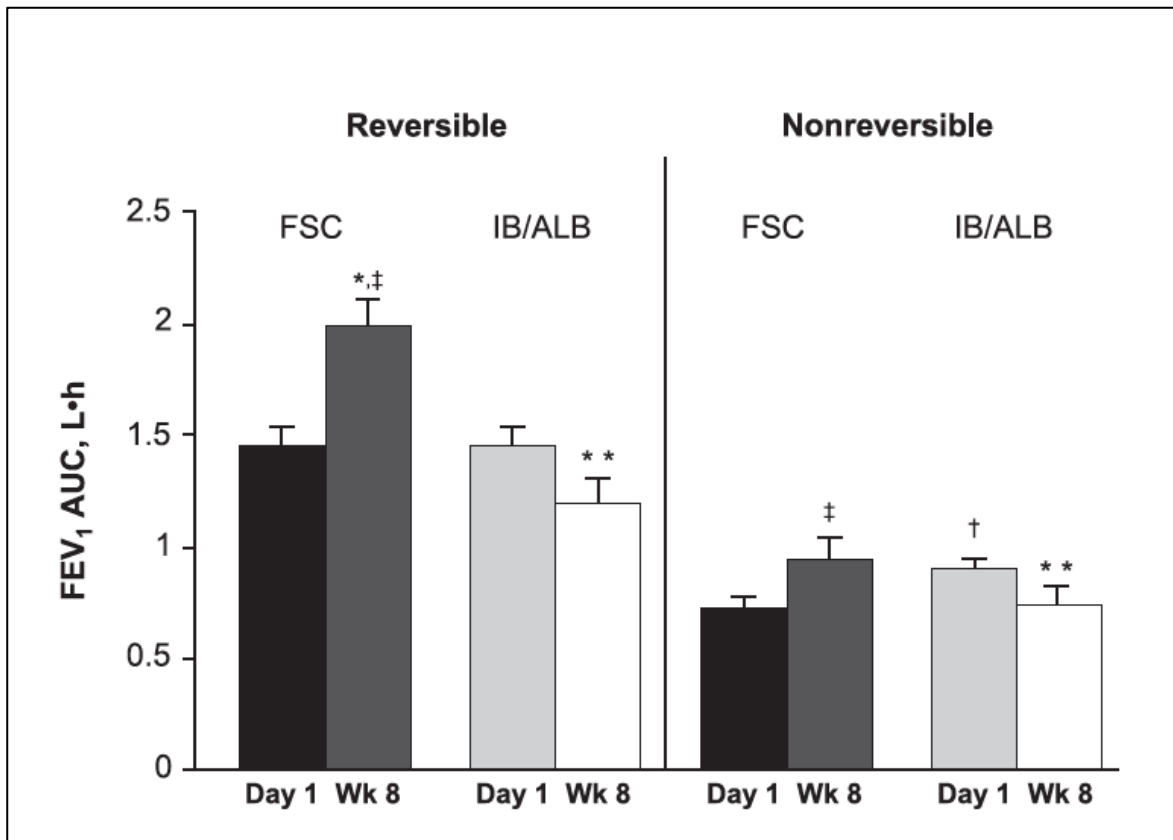 Reversible
Nonreversible
FSC
IB/ALB
FSC
IB/ALB
FEV₁ AUC, L•h
2.5
2
1.5
1
0.5
0
*,‡
* *
‡
†
* *
Day 1 Wk 8
Day 1 Wk 8
Day 1 Wk 8
Day 1 Wk 8